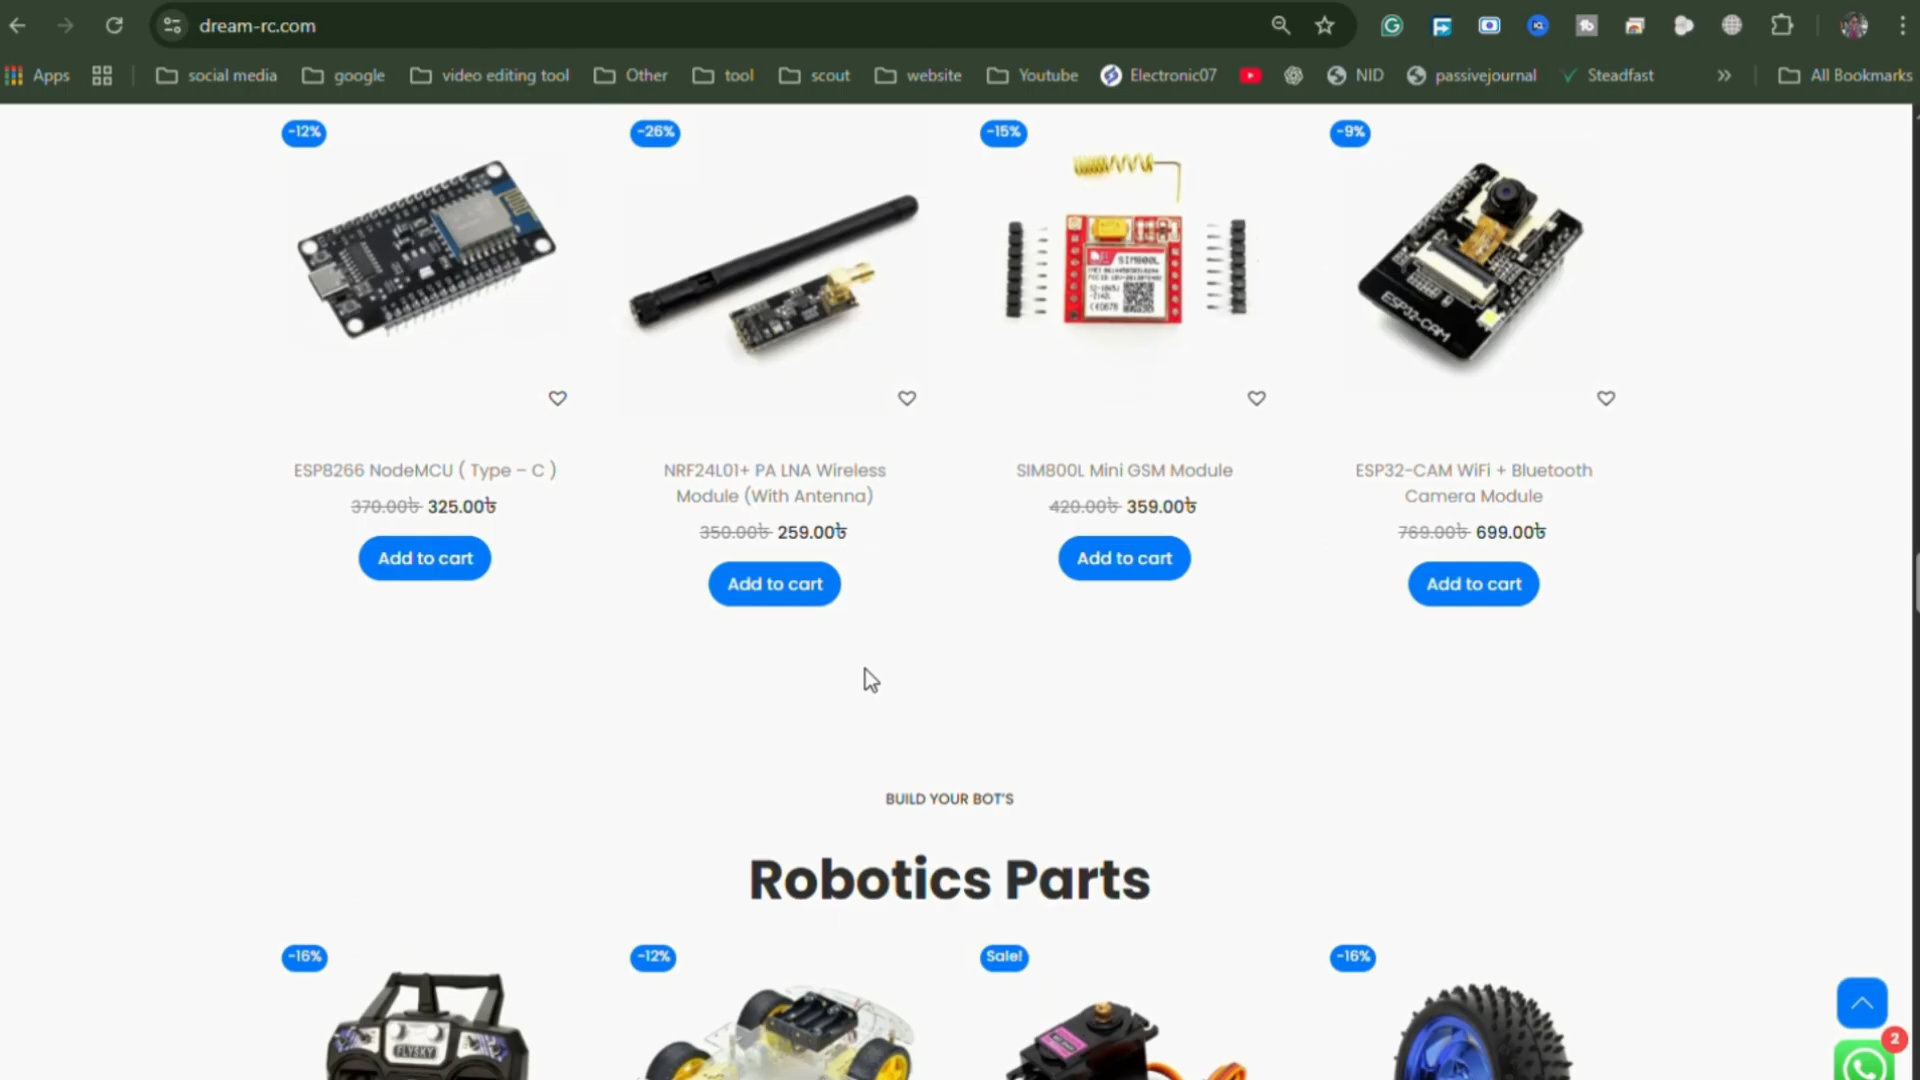 dream-rc.com
Apps social media google video editing tool Other tool scout website Youtube Electronic07 NID passivejournal Steadfast » All Bookmarks
-12% -26% -15% -9%
SIM800L
ESP32-CAM
ESP8266 NodeMCU ( Type – C )
370.00৳ 325.00৳
Add to cart
NRF24L01+ PA LNA Wireless
Module (With Antenna)
350.00৳ 259.00৳
Add to cart
SIM800L Mini GSM Module
420.00৳ 359.00৳
Add to cart
ESP32-CAM WiFi + Bluetooth
Camera Module
769.00৳ 699.00৳
Add to cart
BUILD YOUR BOT'S
Robotics Parts
-16% -12% Sale! -16%
FLYSKY
2